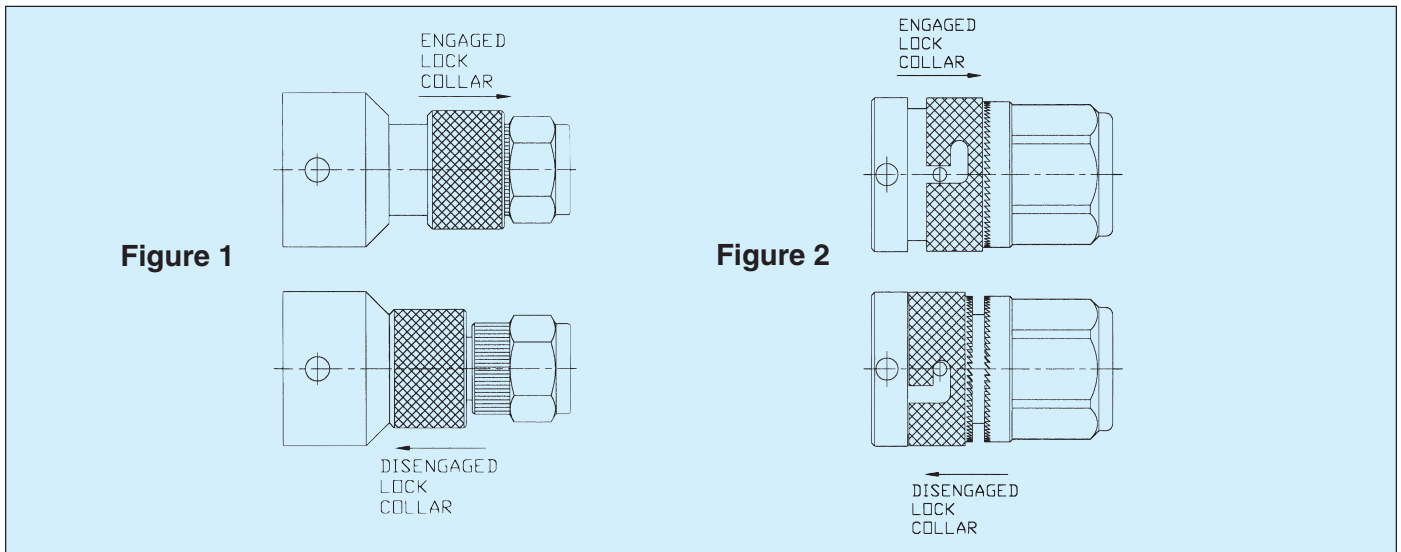 ENGAGED
LOCK
COLLAR
Figure 1
DISENGAGED
LOCK
COLLAR
ENGAGED
LOCK
COLLAR
Figure 2
DISENGAGED
LOCK
COLLAR